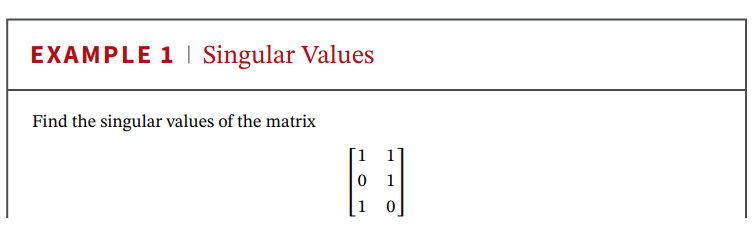 EXAMPLE 1 | Singular Values
Find the singular values of the matrix
1 1
0 1
1 0